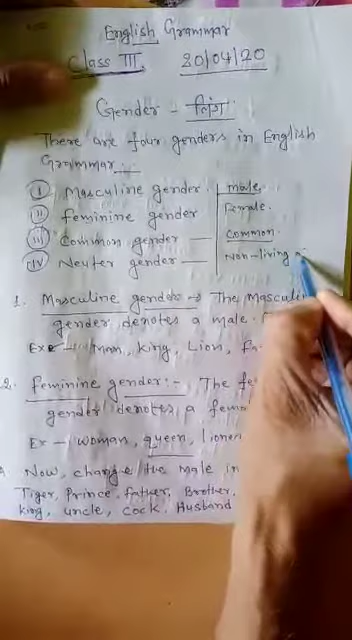 English Grammar
Class III. 20/04/20
Gender - लिंग
There are four genders in English
Grammar.
(I) Masculine gender. male.
(II) feminine gender Female.
(III) Common gender common.
(IV) Neuter gender Non-living
1. Masculine gender → The
gender denotes a male.
Ex - Man, king, Lion,
2. Feminine gender :- The
gender denotes a
Ex - woman, queen,
Now, change the male in
Tiger, Prince, father, Brother,
king, uncle, cock, Husband